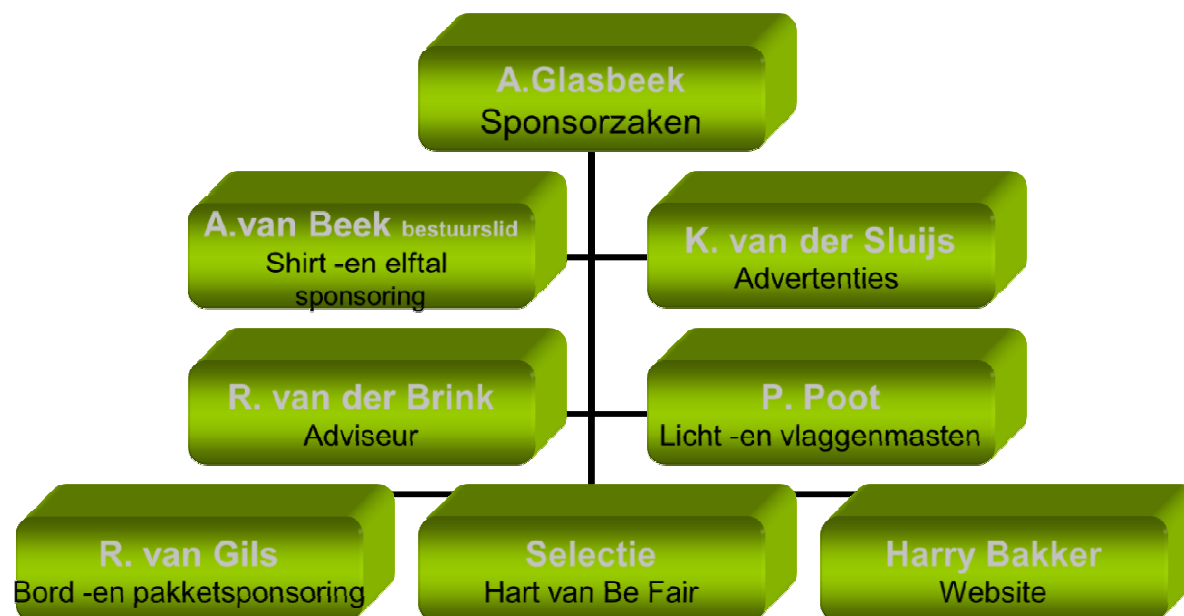 A.Glasbeek
Sponsorzaken
A.van Beek bestuurslid
Shirt -en elftal
sponsoring
K. van der Sluijs
Advertenties
R. van der Brink
Adviseur
P. Poot
Licht -en vlaggenmasten
R. van Gils
Bord -en pakketsponsoring
Selectie
Hart van Be Fair
Harry Bakker
Website